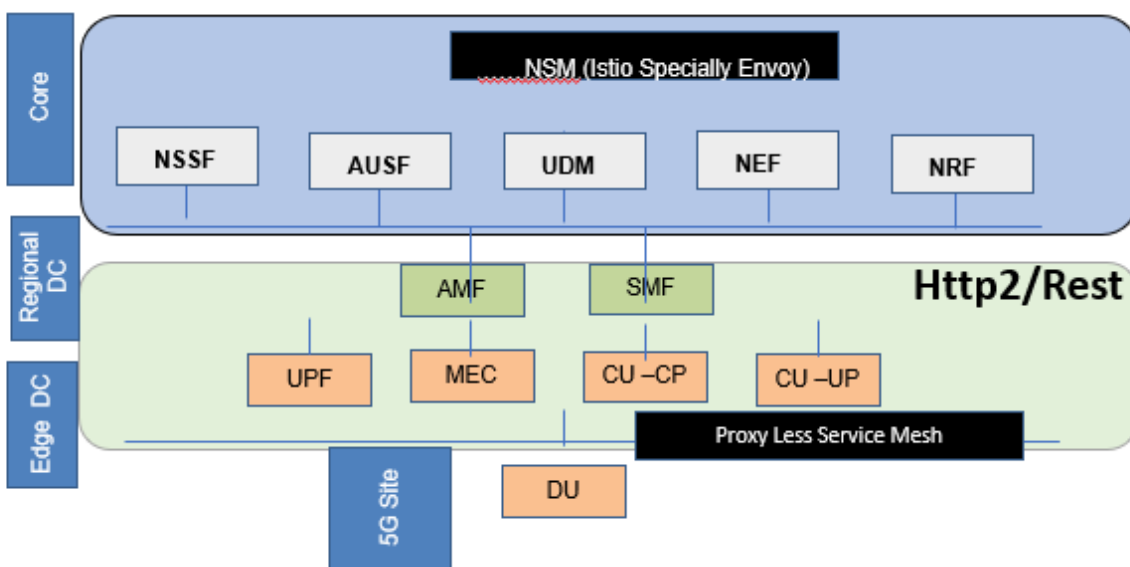 Core
NSM (Istio Specially Envoy)
NSSF
AUSF
UDM
NEF
NRF
Regional
DC
AMF
SMF
Http2/Rest
Edge DC
UPF
MEC
CU –CP
CU –UP
Proxy Less Service Mesh
5G Site
DU